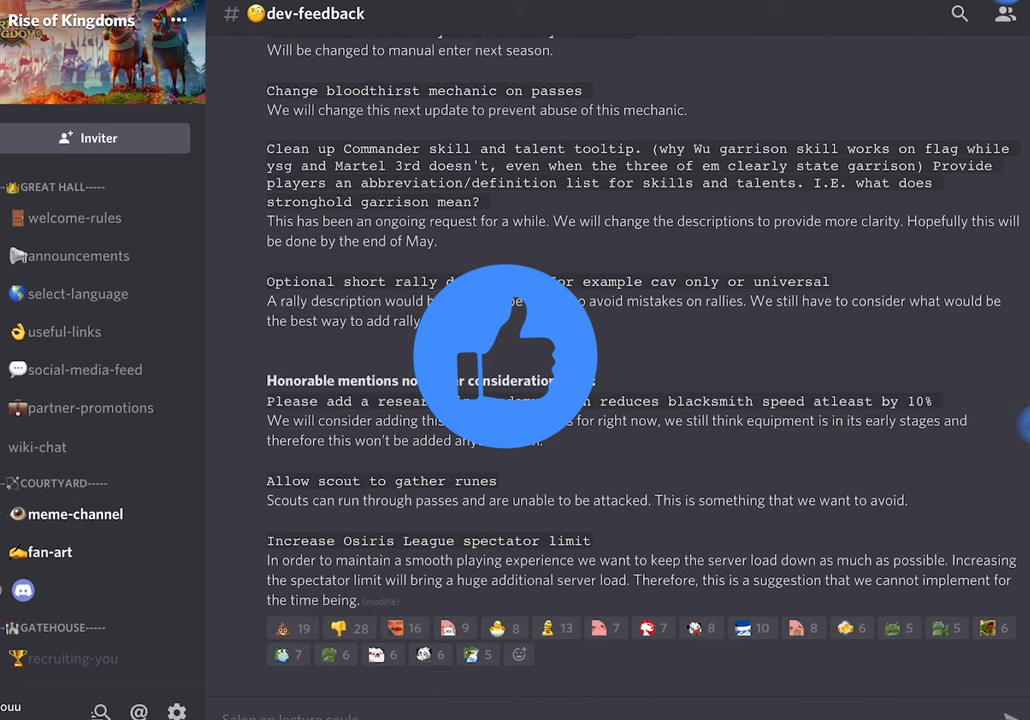 Rise of Kingdoms
•••
# 🧐dev-feedback
Will be changed to manual enter next season.
Inviter
Change bloodthirst mechanic on passes
We will change this next update to prevent abuse of this mechanic.
Clean up Commander skill and talent tooltip. (why Wu garrison skill works on flag while
ysg and Martel 3rd doesn't, even when the three of em clearly state garrison) Provide
players an abbreviation/definition list for skills and talents. I.E. what does
stronghold garrison mean?
This has been an ongoing request for a while. We will change the descriptions to provide more clarity. Hopefully this will
be done by the end of May.
Optional short rally for example cav only or universal
A rally description would be to avoid mistakes on rallies. We still have to consider what would be
the best way to add rally
Honorable mentions consideration
Please add a reduces blacksmith speed atleast by 10%
We will consider adding this for right now, we still think equipment is in its early stages and
therefore this won't be added
Allow scout to gather runes
Scouts can run through passes and are unable to be attacked. This is something that we want to avoid.
Increase Osiris League spectator limit
In order to maintain a smooth playing experience we want to keep the server load down as much as possible. Increasing
the spectator limit will bring a huge additional server load. Therefore, this is a suggestion that we cannot implement for
the time being. (modifié)
19 28 16 9 8 13 7 7 8 10 8 6 5 5 6
7 6 6 6 5
--👑GREAT HALL-----
welcome-rules
announcements
select-language
useful-links
social-media-feed
partner-promotions
wiki-chat
--COURTYARD-----
meme-channel
fan-art
--GATEHOUSE-----
recruiting-you
ouu